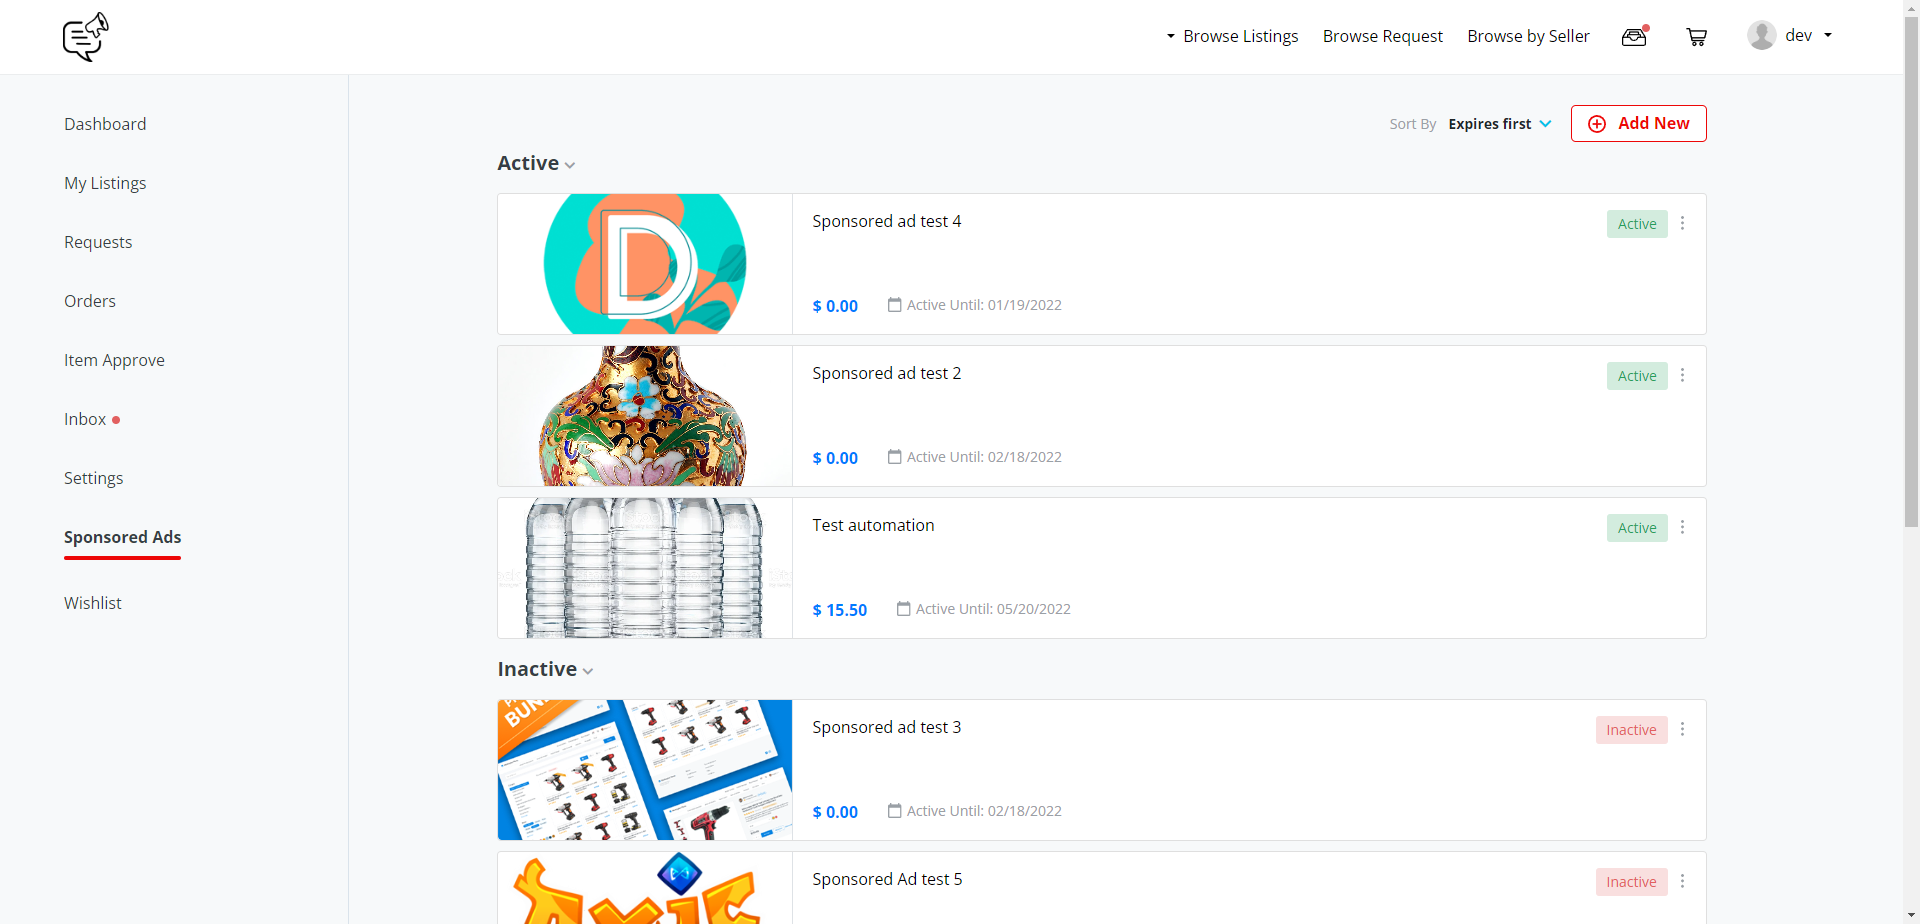 Browse Listings Browse Request Browse by Seller dev
Dashboard
My Listings
Requests
Orders
Item Approve
Inbox
Settings
Sponsored Ads
Wishlist
Sort By Expires first Add New
Active
D
Sponsored ad test 4
Active
$ 0.00 Active Until: 01/19/2022
Sponsored ad test 2
Active
$ 0.00 Active Until: 02/18/2022
Test automation
Active
$ 15.50 Active Until: 05/20/2022
Inactive
Sponsored ad test 3
Inactive
$ 0.00 Active Until: 02/18/2022
Sponsored Ad test 5
Inactive